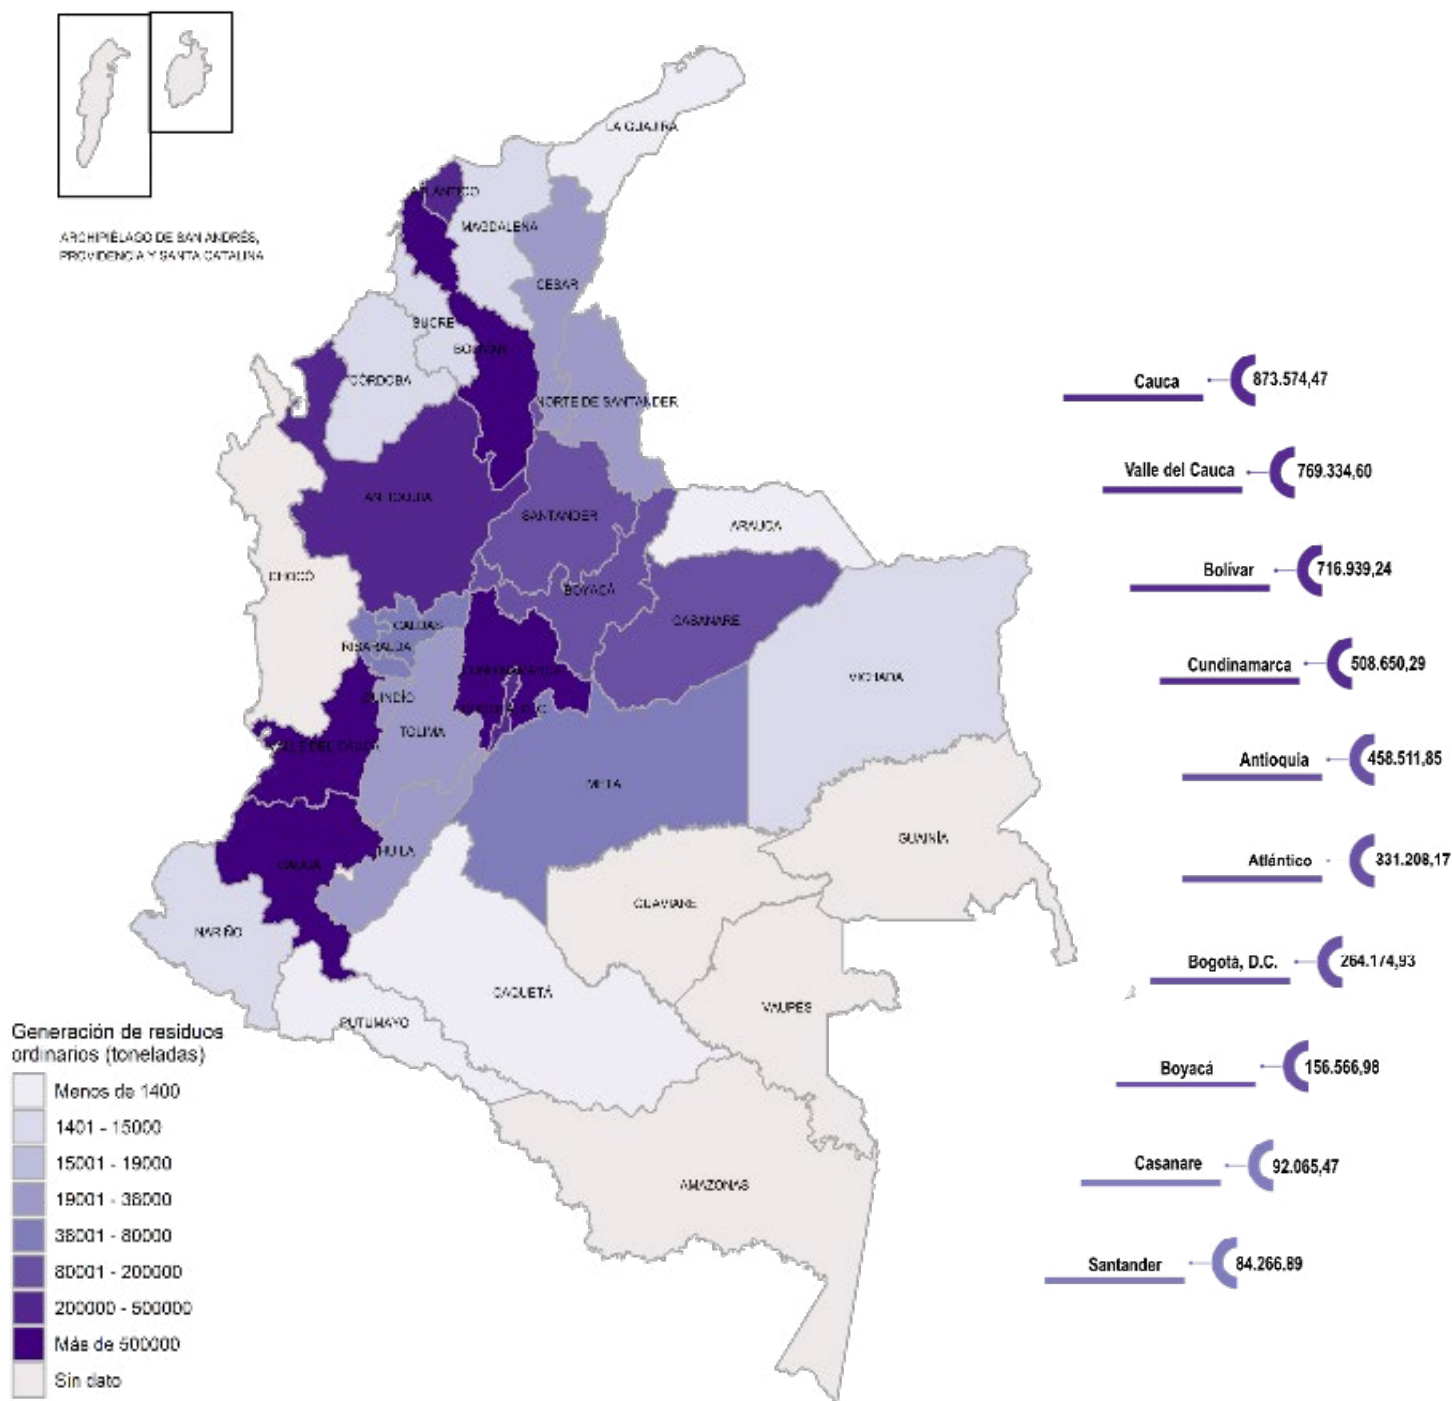 ARCHIPIÉLAGO DE SAN ANDRÉS,
PROVIDENCIA Y SANTA CATALINA
LA GUAJIRA
ATLÁNTICO
MAGDALENA
CESAR
SUCRE
BOLÍVAR
CÓRDOBA
NORTE DE SANTANDER
ANTIOQUIA
SANTANDER
ARAUCA
CHOCÓ
BOYACÁ
CALDAS
CASANARE
RISARALDA
CUNDINAMARCA
VICHADA
QUINDÍO
BOGOTÁ, D.C.
TOLIMA
VALLE DEL CAUCA
META
GUAINÍA
HUILA
CAUCA
GUAVIARE
NARIÑO
CAQUETÁ
VAUPÉS
PUTUMAYO
AMAZONAS
Cauca 873.574,47
Valle del Cauca 769.334,60
Bolívar 716.939,24
Cundinamarca 508.650,29
Antioquia 458.511,85
Atlántico 331.208,17
Bogotá, D.C. 264.174,93
Boyacá 156.566,98
Casanare 92.065,47
Santander 84.266.89
Generación de residuos
ordinarios (toneladas)
Menos de 1400
1401 - 15000
15001 - 19000
19001 - 38000
38001 - 80000
80001 - 200000
200000 - 500000
Más de 500000
Sin dato